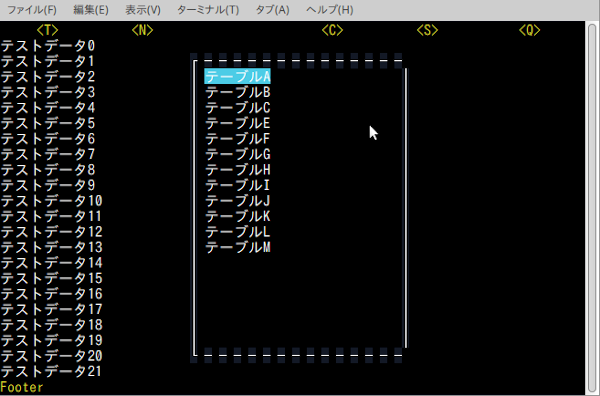 ファイル(F) 編集(E) 表示(V) ターミナル(T) タブ(A) ヘルプ(H)
<T> <N> <C> <S> <Q>
テストデータ0
テストデータ1
テストデータ2 テーブルA
テストデータ3 テーブルB
テストデータ4 テーブルC
テストデータ5 テーブルE
テストデータ6 テーブルF
テストデータ7 テーブルG
テストデータ8 テーブルH
テストデータ9 テーブルI
テストデータ10 テーブルJ
テストデータ11 テーブルK
テストデータ12 テーブルL
テストデータ13 テーブルM
テストデータ14
テストデータ15
テストデータ16
テストデータ17
テストデータ18
テストデータ19
テストデータ20
テストデータ21
Footer